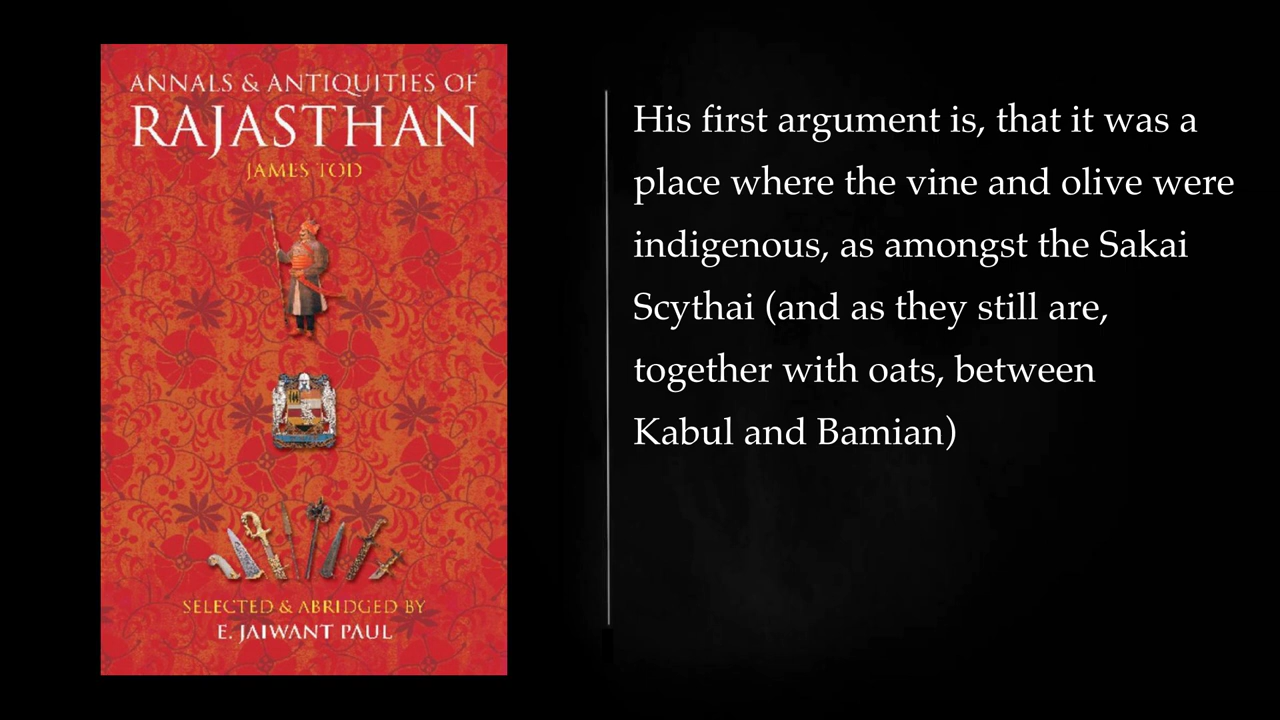 ANNALS & ANTIQUITIES OF
RAJASTHAN
JAMES TOD
SELECTED & ABRIDGED BY
E. JAIWANT PAUL
His first argument is, that it was a
place where the vine and olive were
indigenous, as amongst the Sakai
Scythai (and as they still are,
together with oats, between
Kabul and Bamian)